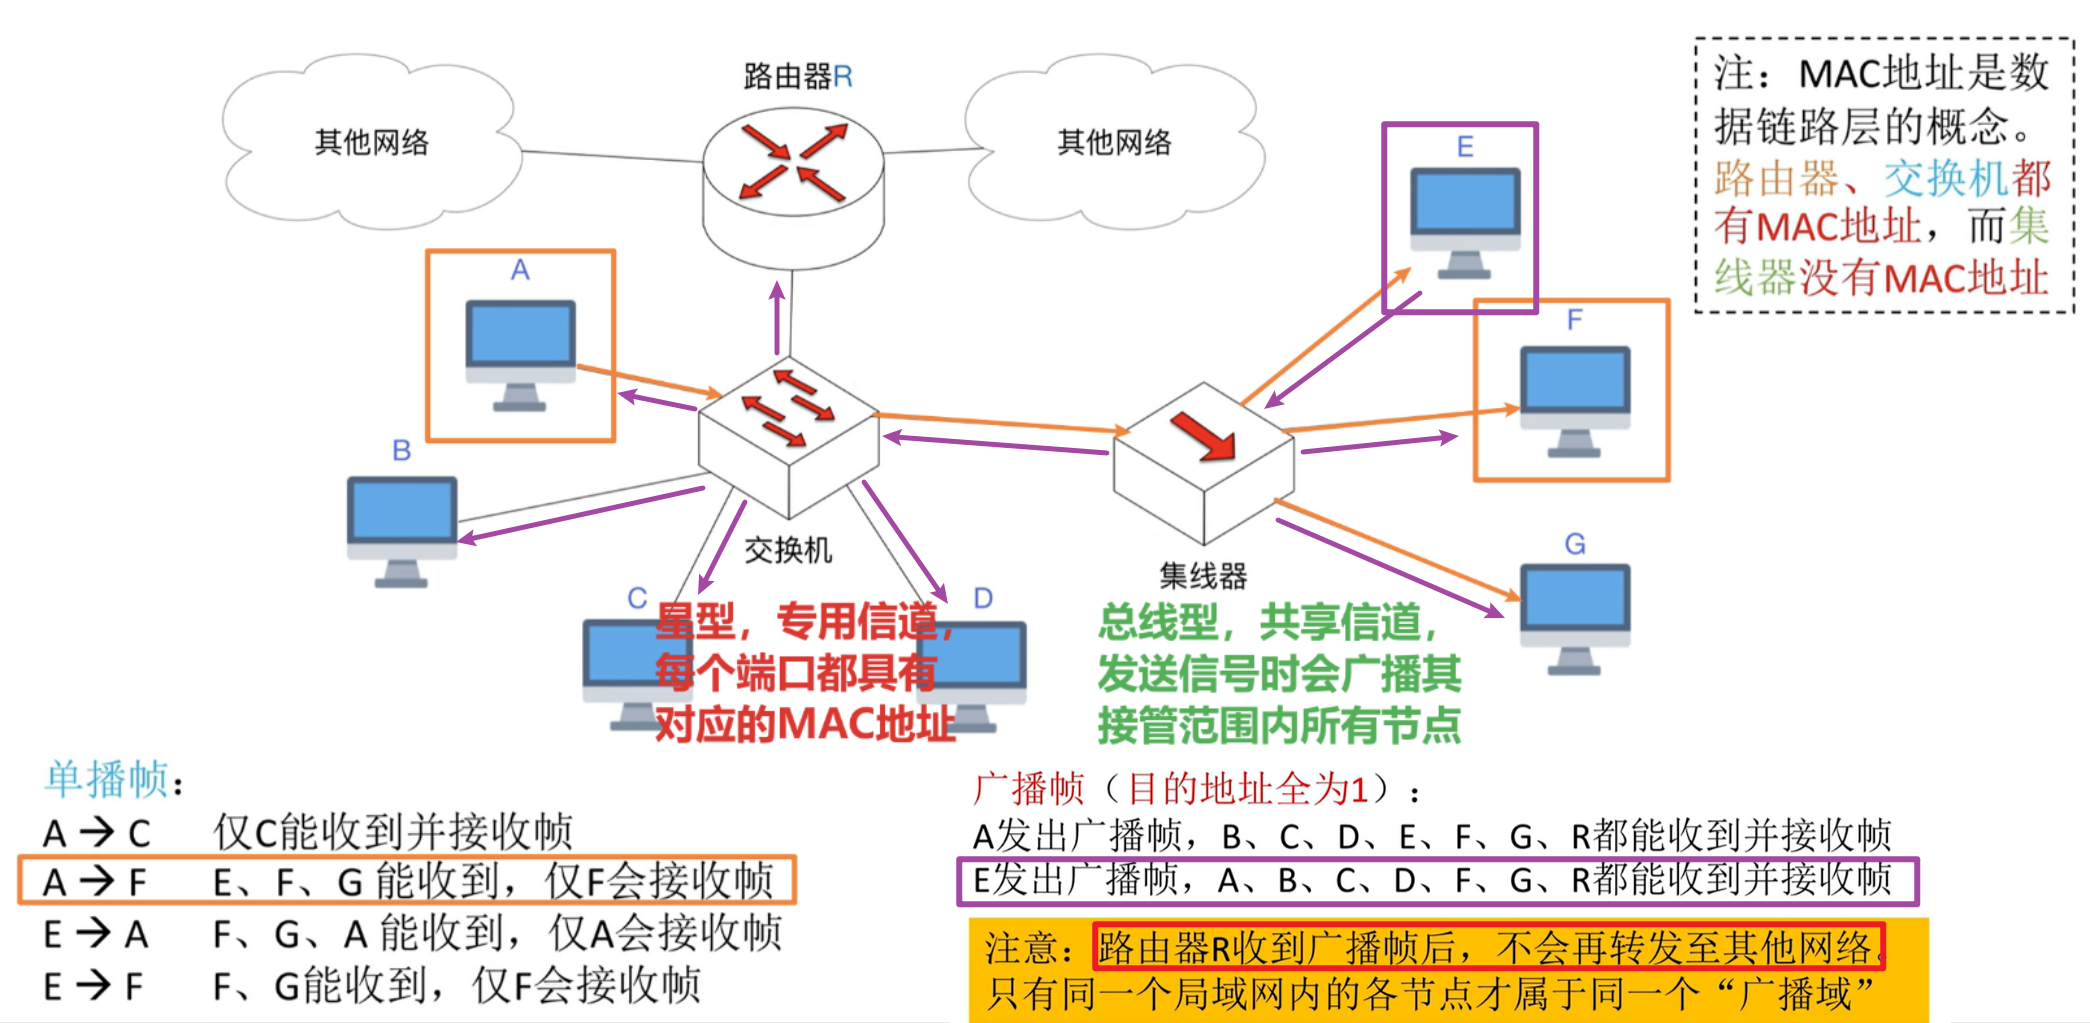 路由器R
其他网络
其他网络
注：MAC地址是数
据链路层的概念。
路由器、交换机都
有MAC地址，而集
线器没有MAC地址
E
A
F
B
交换机
G
集线器
C
D
星型，专用信道，
每个端口都具有
对应的MAC地址
总线型，共享信道，
发送信号时会广播其
接管范围内所有节点
单播帧：
A → C 仅C能收到并接收帧
A → F E、F、G 能收到，仅F会接收帧
E → A F、G、A 能收到，仅A会接收帧
E → F F、G能收到，仅F会接收帧
广播帧（目的地址全为1）：
A发出广播帧，B、C、D、E、F、G、R都能收到并接收帧
E发出广播帧，A、B、C、D、F、G、R都能收到并接收帧
注意：路由器R收到广播帧后，不会再转发至其他网络。
只有同一个局域网内的各节点才属于同一个“广播域”